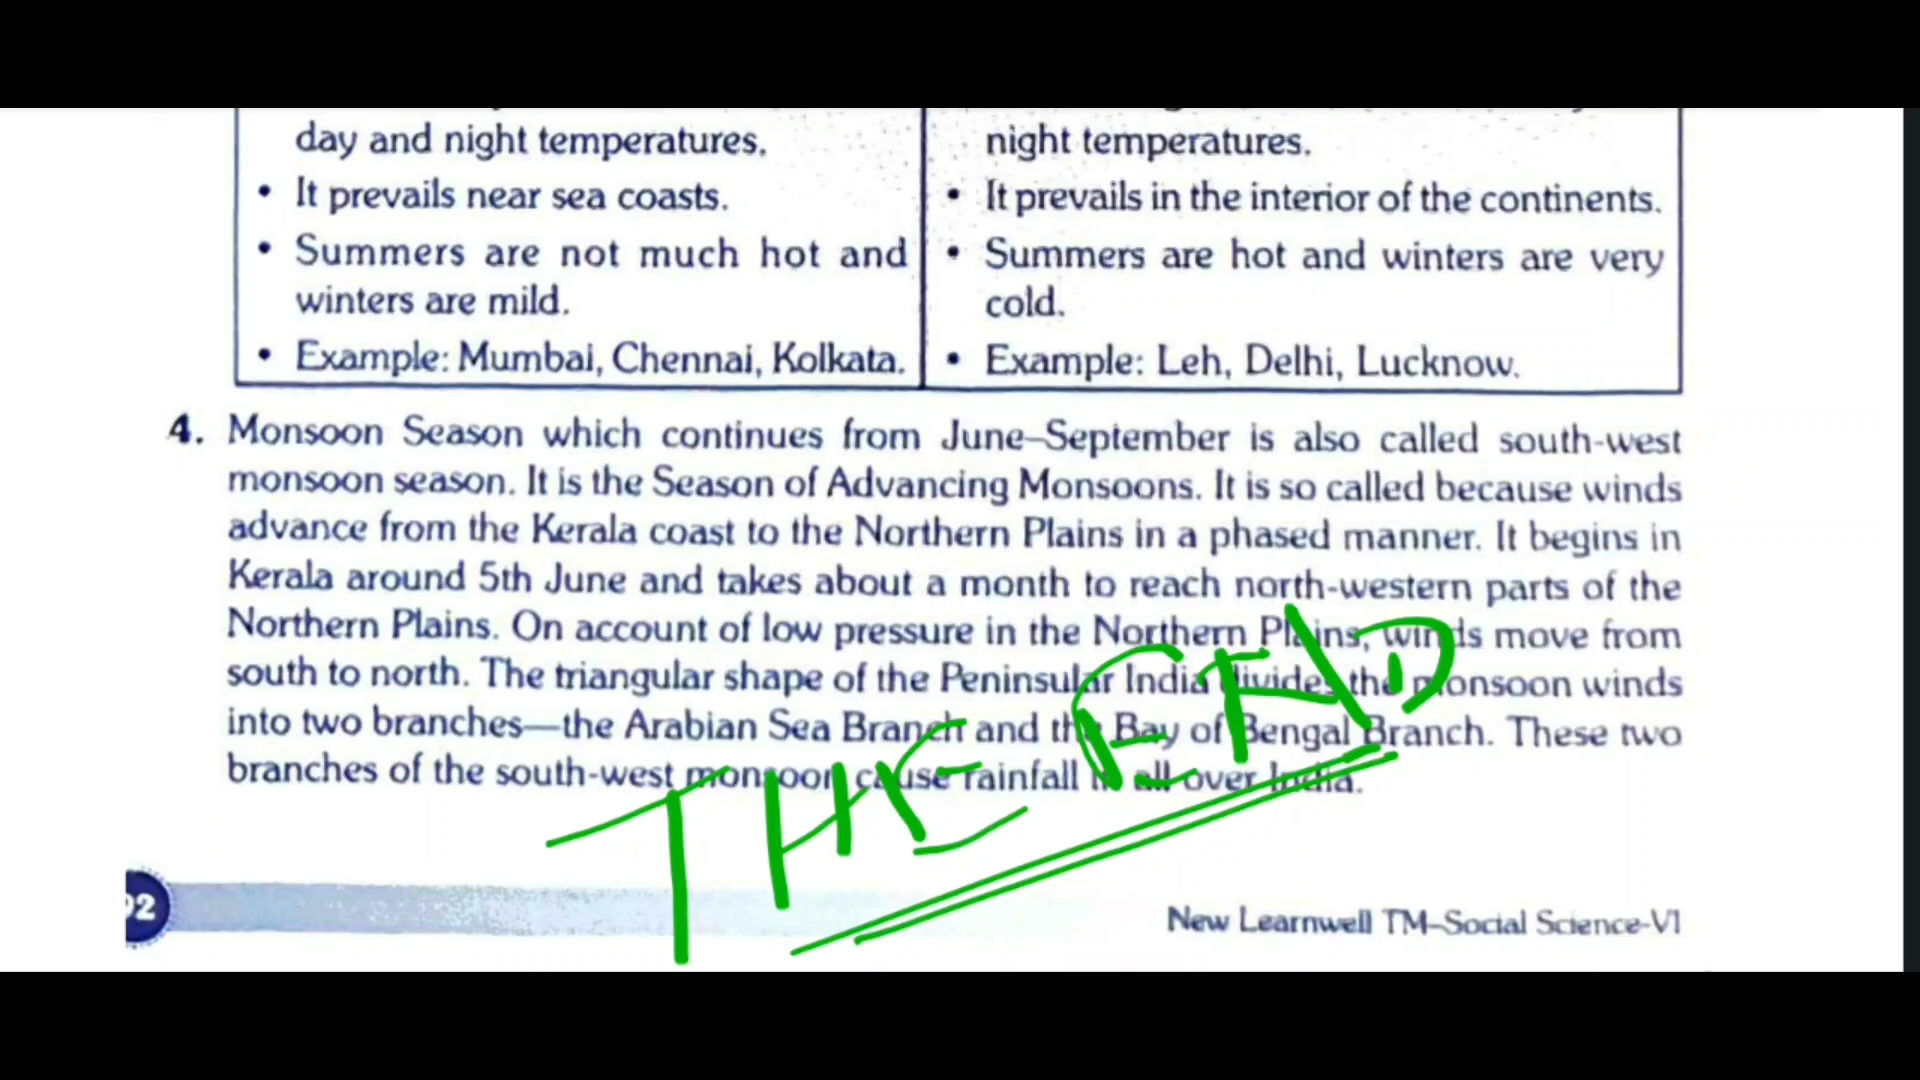 day and night temperatures.
• It prevails near sea coasts.
• Summers are not much hot and
winters are mild.
• Example: Mumbai, Chennai, Kolkata.
night temperatures.
• It prevails in the interior of the continents.
• Summers are hot and winters are very
cold.
• Example: Leh, Delhi, Lucknow.
4. Monsoon Season which continues from June–September is also called south-west
monsoon season. It is the Season of Advancing Monsoons. It is so called because winds
advance from the Kerala coast to the Northern Plains in a phased manner. It begins in
Kerala around 5th June and takes about a month to reach north-western parts of the
Northern Plains. On account of low pressure in the Northern Plains, winds move from
south to north. The triangular shape of the Peninsular India divides the monsoon winds
into two branches—the Arabian Sea Branch and the Bay of Bengal Branch. These two
branches of the south-west monsoon cause rainfall in all over India.
THE END
02
New Learnwell TM–Social Science-VI